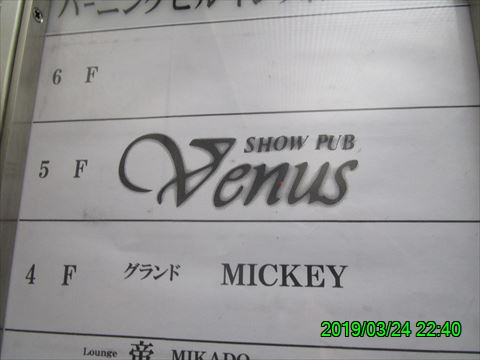 6 F
SHOW PUB
5 F Venus
4 F グランド MICKEY
Lounge 帝 MIKADO
2019/03/24 22:40